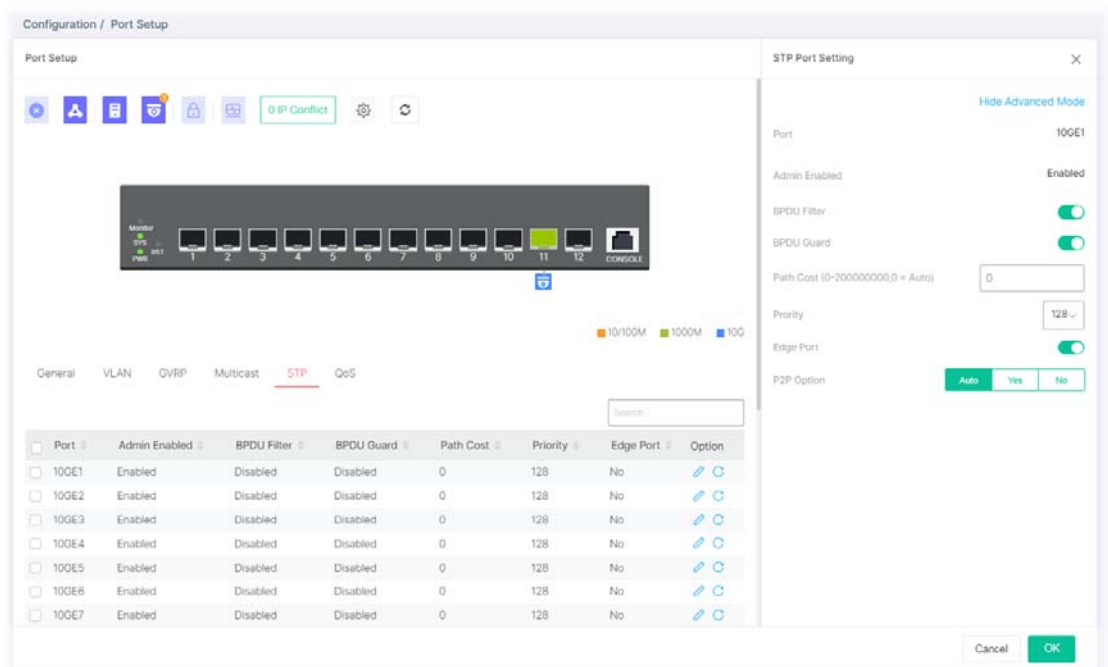 Configuration / Port Setup
Port Setup
0 IP Conflict
Monitor
SYS
RST
PWR
1 2 3 4 5 6 7 8 9 10 11 12 CONSOLE
10/100M 1000M 10G
General VLAN GVRP Multicast STP QoS
Search
Port Admin Enabled BPDU Filter BPDU Guard Path Cost Priority Edge Port Option
10GE1 Enabled Disabled Disabled 0 128 No
10GE2 Enabled Disabled Disabled 0 128 No
10GE3 Enabled Disabled Disabled 0 128 No
10GE4 Enabled Disabled Disabled 0 128 No
10GE5 Enabled Disabled Disabled 0 128 No
10GE6 Enabled Disabled Disabled 0 128 No
10GE7 Enabled Disabled Disabled 0 128 No
STP Port Setting
Hide Advanced Mode
Port 10GE1
Admin Enabled Enabled
BPDU Filter
BPDU Guard
Path Cost (0-200000000,0 = Auto) 0
Prority 128
Edge Port
P2P Option Auto Yes No
Cancel OK